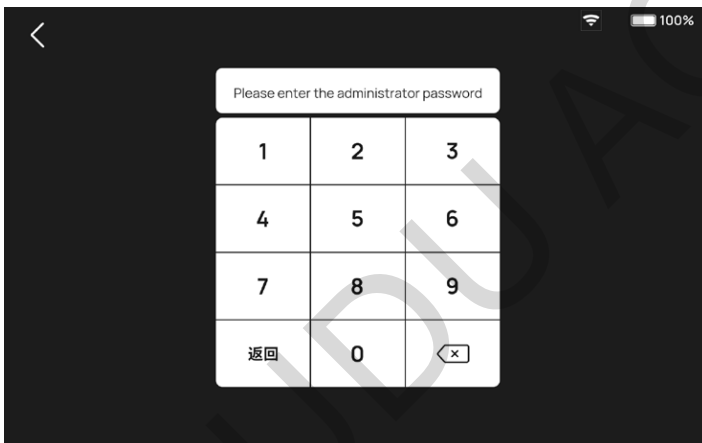 100%
Please enter the administrator password
1 2 3
4 5 6
7 8 9
返回 0